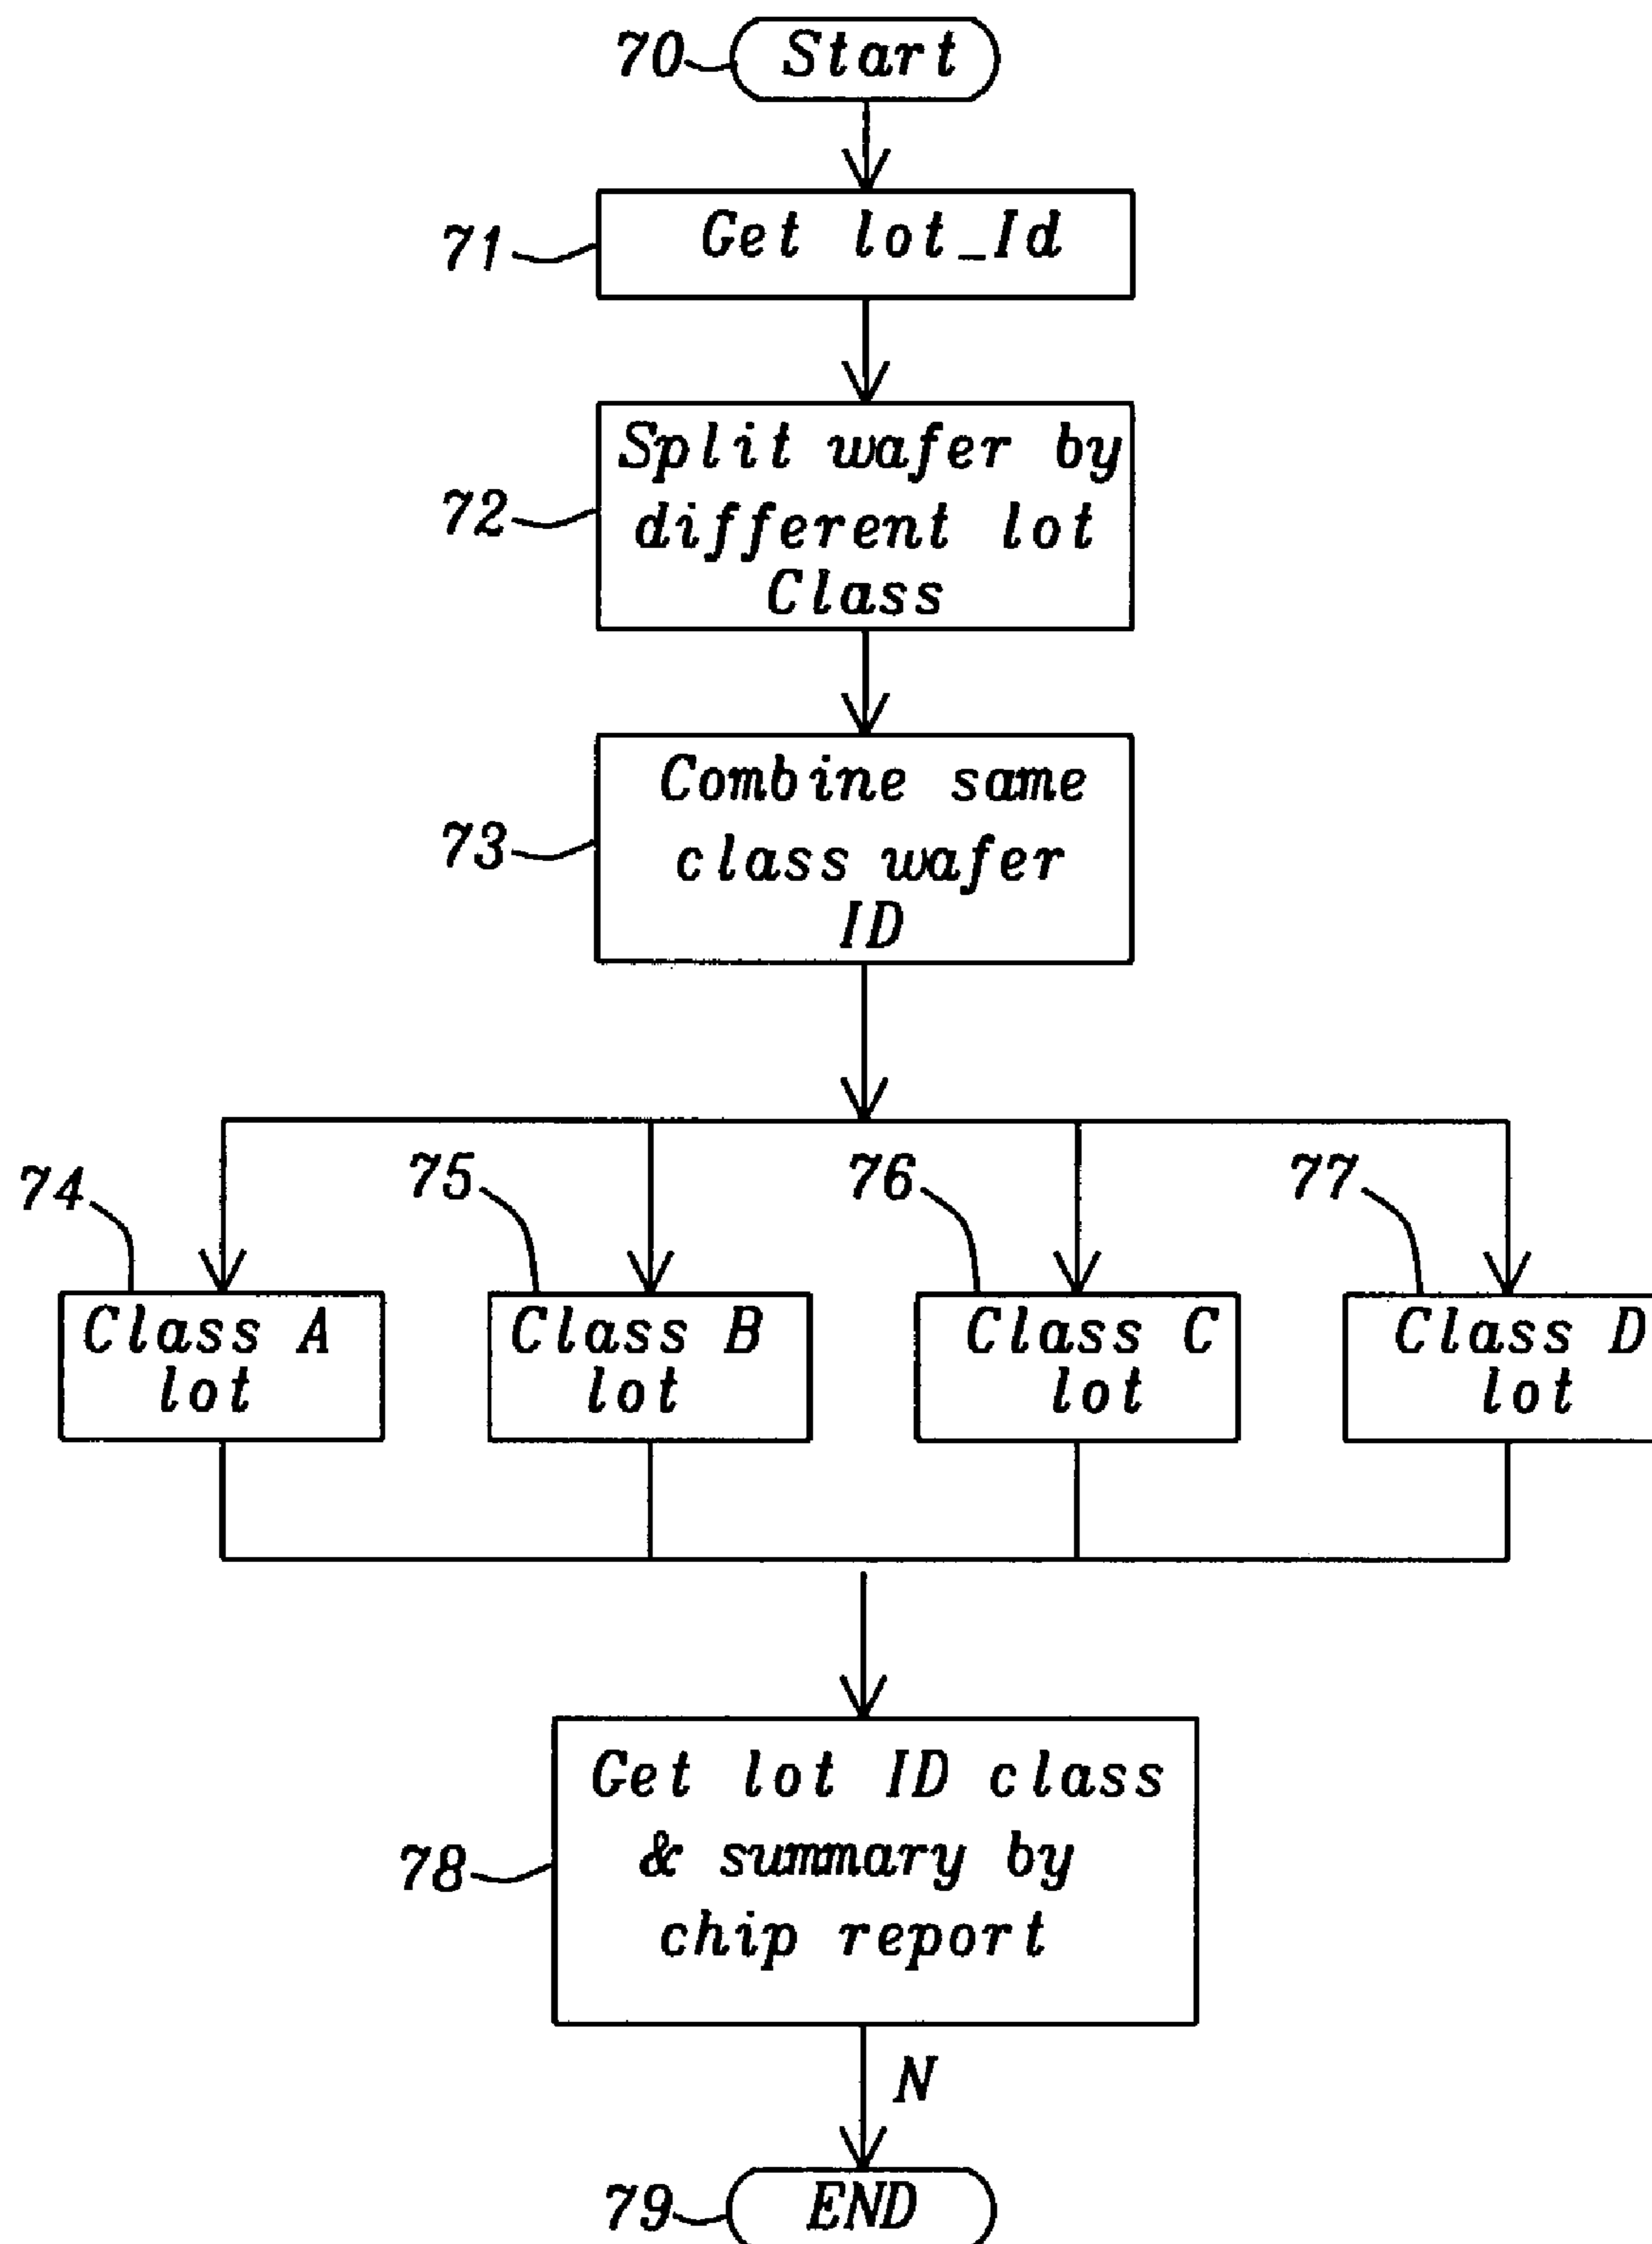 70 Start
71 Get lot_Id
Split wafer by
72 different lot
Class
Combine same
73 class wafer
ID
74 75 76 77
Class A Class B Class C Class D
lot lot lot lot
Get lot ID class
78 & summary by
chip report
N
79 END